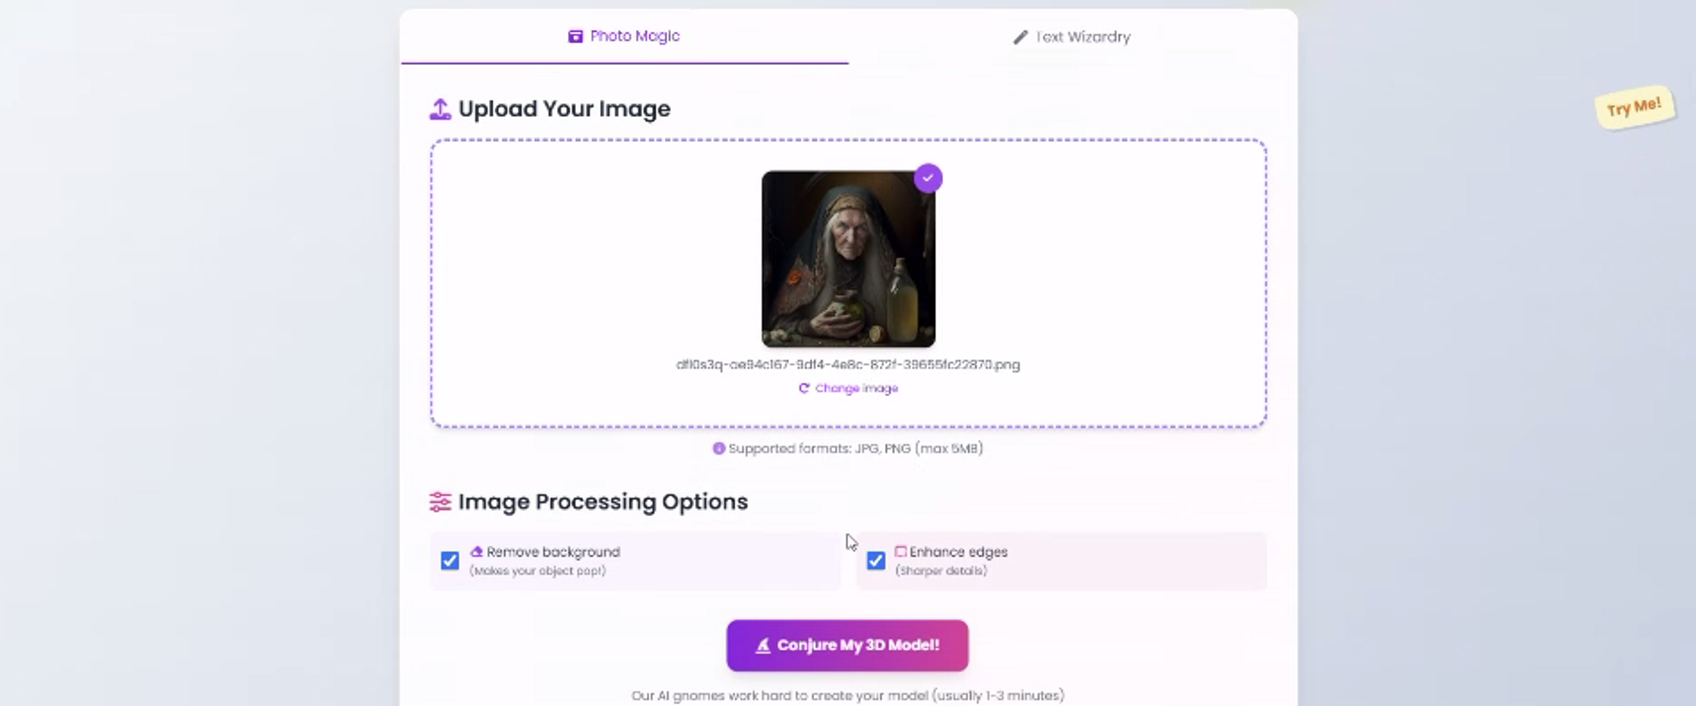 Photo Magic
Text Wizardry
Try Me!
Upload Your Image
dfl0s3q-ae94c167-9df4-4e8c-872f-39655fc22870.png
Change image
Supported formats: JPG, PNG (max 5MB)
Image Processing Options
Remove background
(Makes your object pop!)
Enhance edges
(Sharper details)
Conjure My 3D Model!
Our AI gnomes work hard to create your model (usually 1-3 minutes)